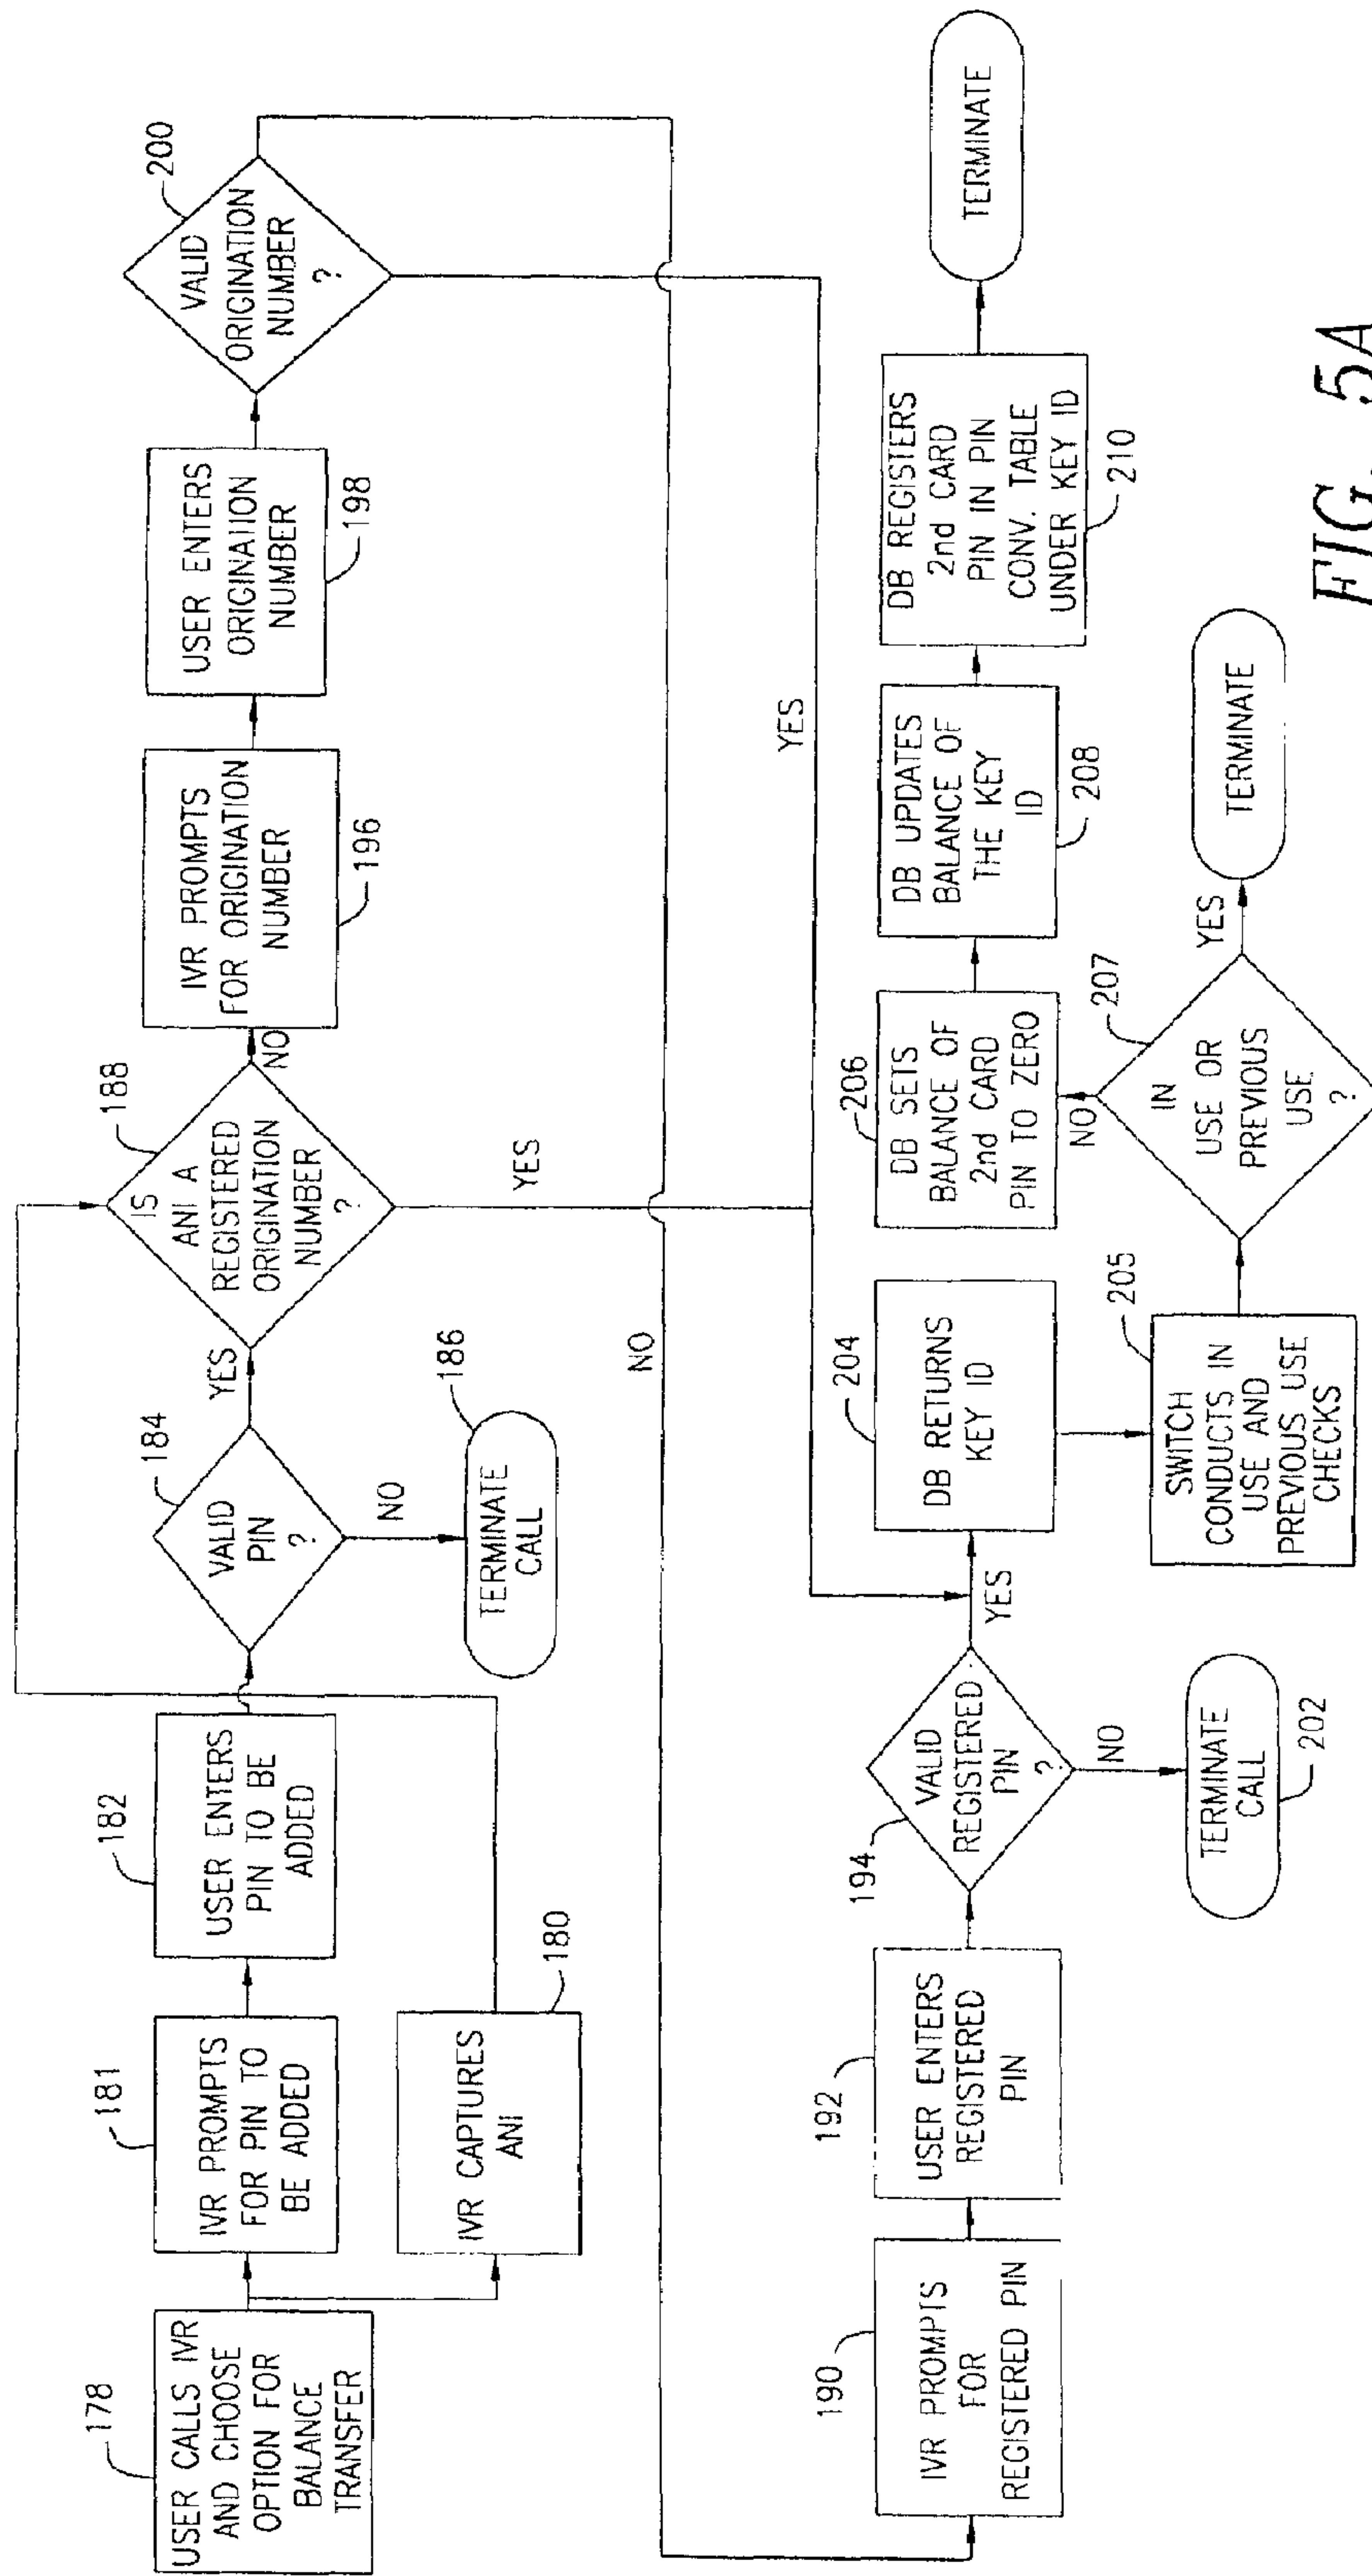 178
USER CALLS IVR
AND CHOOSE
OPTION FOR
BALANCE
TRANSFER
181
IVR PROMPTS
FOR PIN TO
BE ADDED
182
USER ENTERS
PIN TO BE
ADDED
IVR CAPTURES
ANI
180
184
VALID
PIN
?
YES
NO
TERMINATE
CALL
186
188
IS
ANI A
REGISTERED
ORIGINATION
NUMBER
?
NO
YES
IVR PROMPTS
FOR ORIGINATION
NUMBER
196
USER ENTERS
ORIGINATION
NUMBER
198
200
VALID
ORIGINATION
NUMBER
?
NO
YES
190
IVR PROMPTS
FOR
REGISTERED PIN
192
USER ENTERS
REGISTERED
PIN
194
VALID
REGISTERED
PIN
?
YES
NO
TERMINATE
CALL
202
204
DB RETURNS
KEY ID
205
SWITCH
CONDUCTS IN
USE AND
PREVIOUS USE
CHECKS
207
IN
USE OR
PREVIOUS
USE
?
NO
YES
TERMINATE
206
DB SETS
BALANCE OF
2nd CARD
PIN TO ZERO
DB UPDATES
BALANCE OF
THE KEY
ID
208
DB REGISTERS
2nd CARD
PIN IN PIN
CONV. TABLE
UNDER KEY ID
210
TERMINATE
FIG. 5A